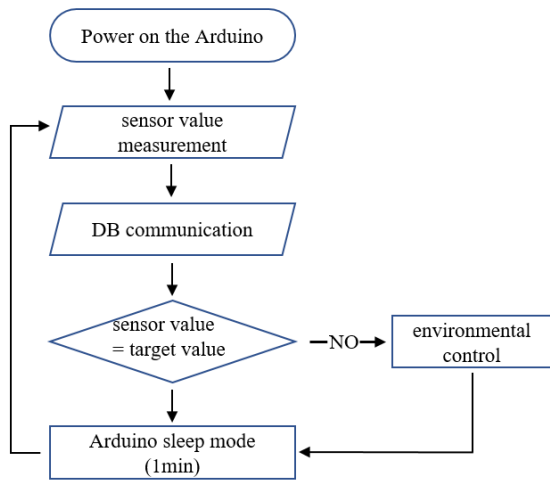 Power on the Arduino
sensor value
measurement
DB communication
sensor value
= target value
NO
environmental
control
Arduino sleep mode
(1min)